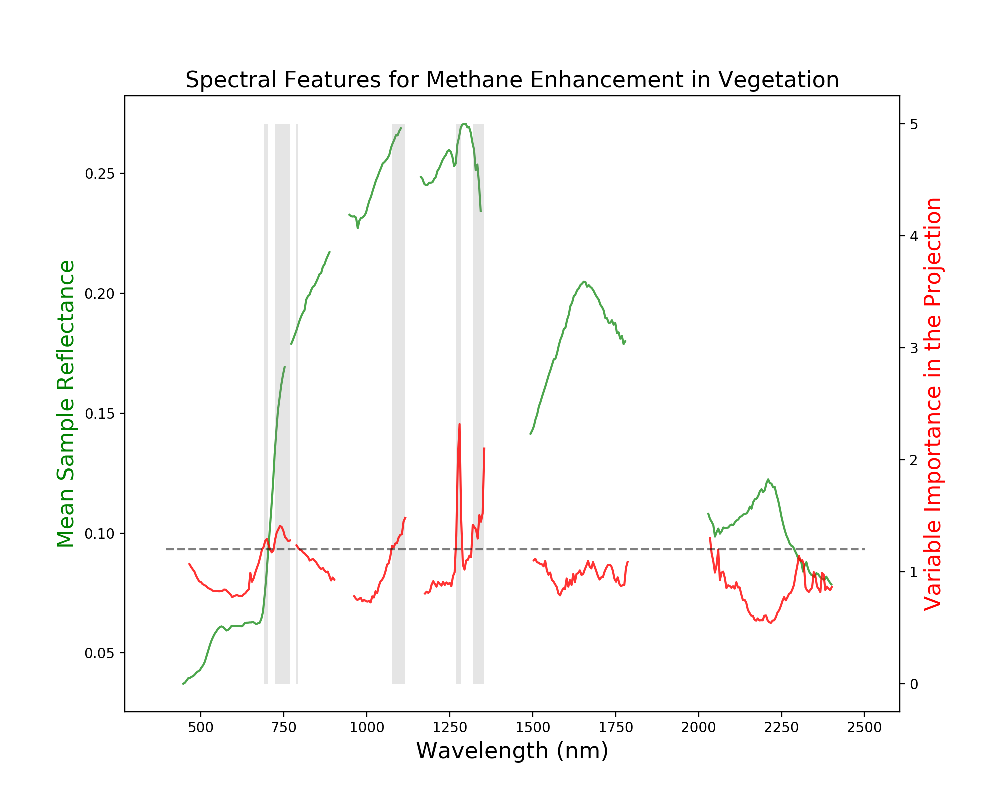 Spectral Features for Methane Enhancement in Vegetation
Mean Sample Reflectance
0.25
0.20
0.15
0.10
0.05
5
4
3
2
1
0
Variable Importance in the Projection
500 750 1000 1250 1500 1750 2000 2250 2500
Wavelength (nm)